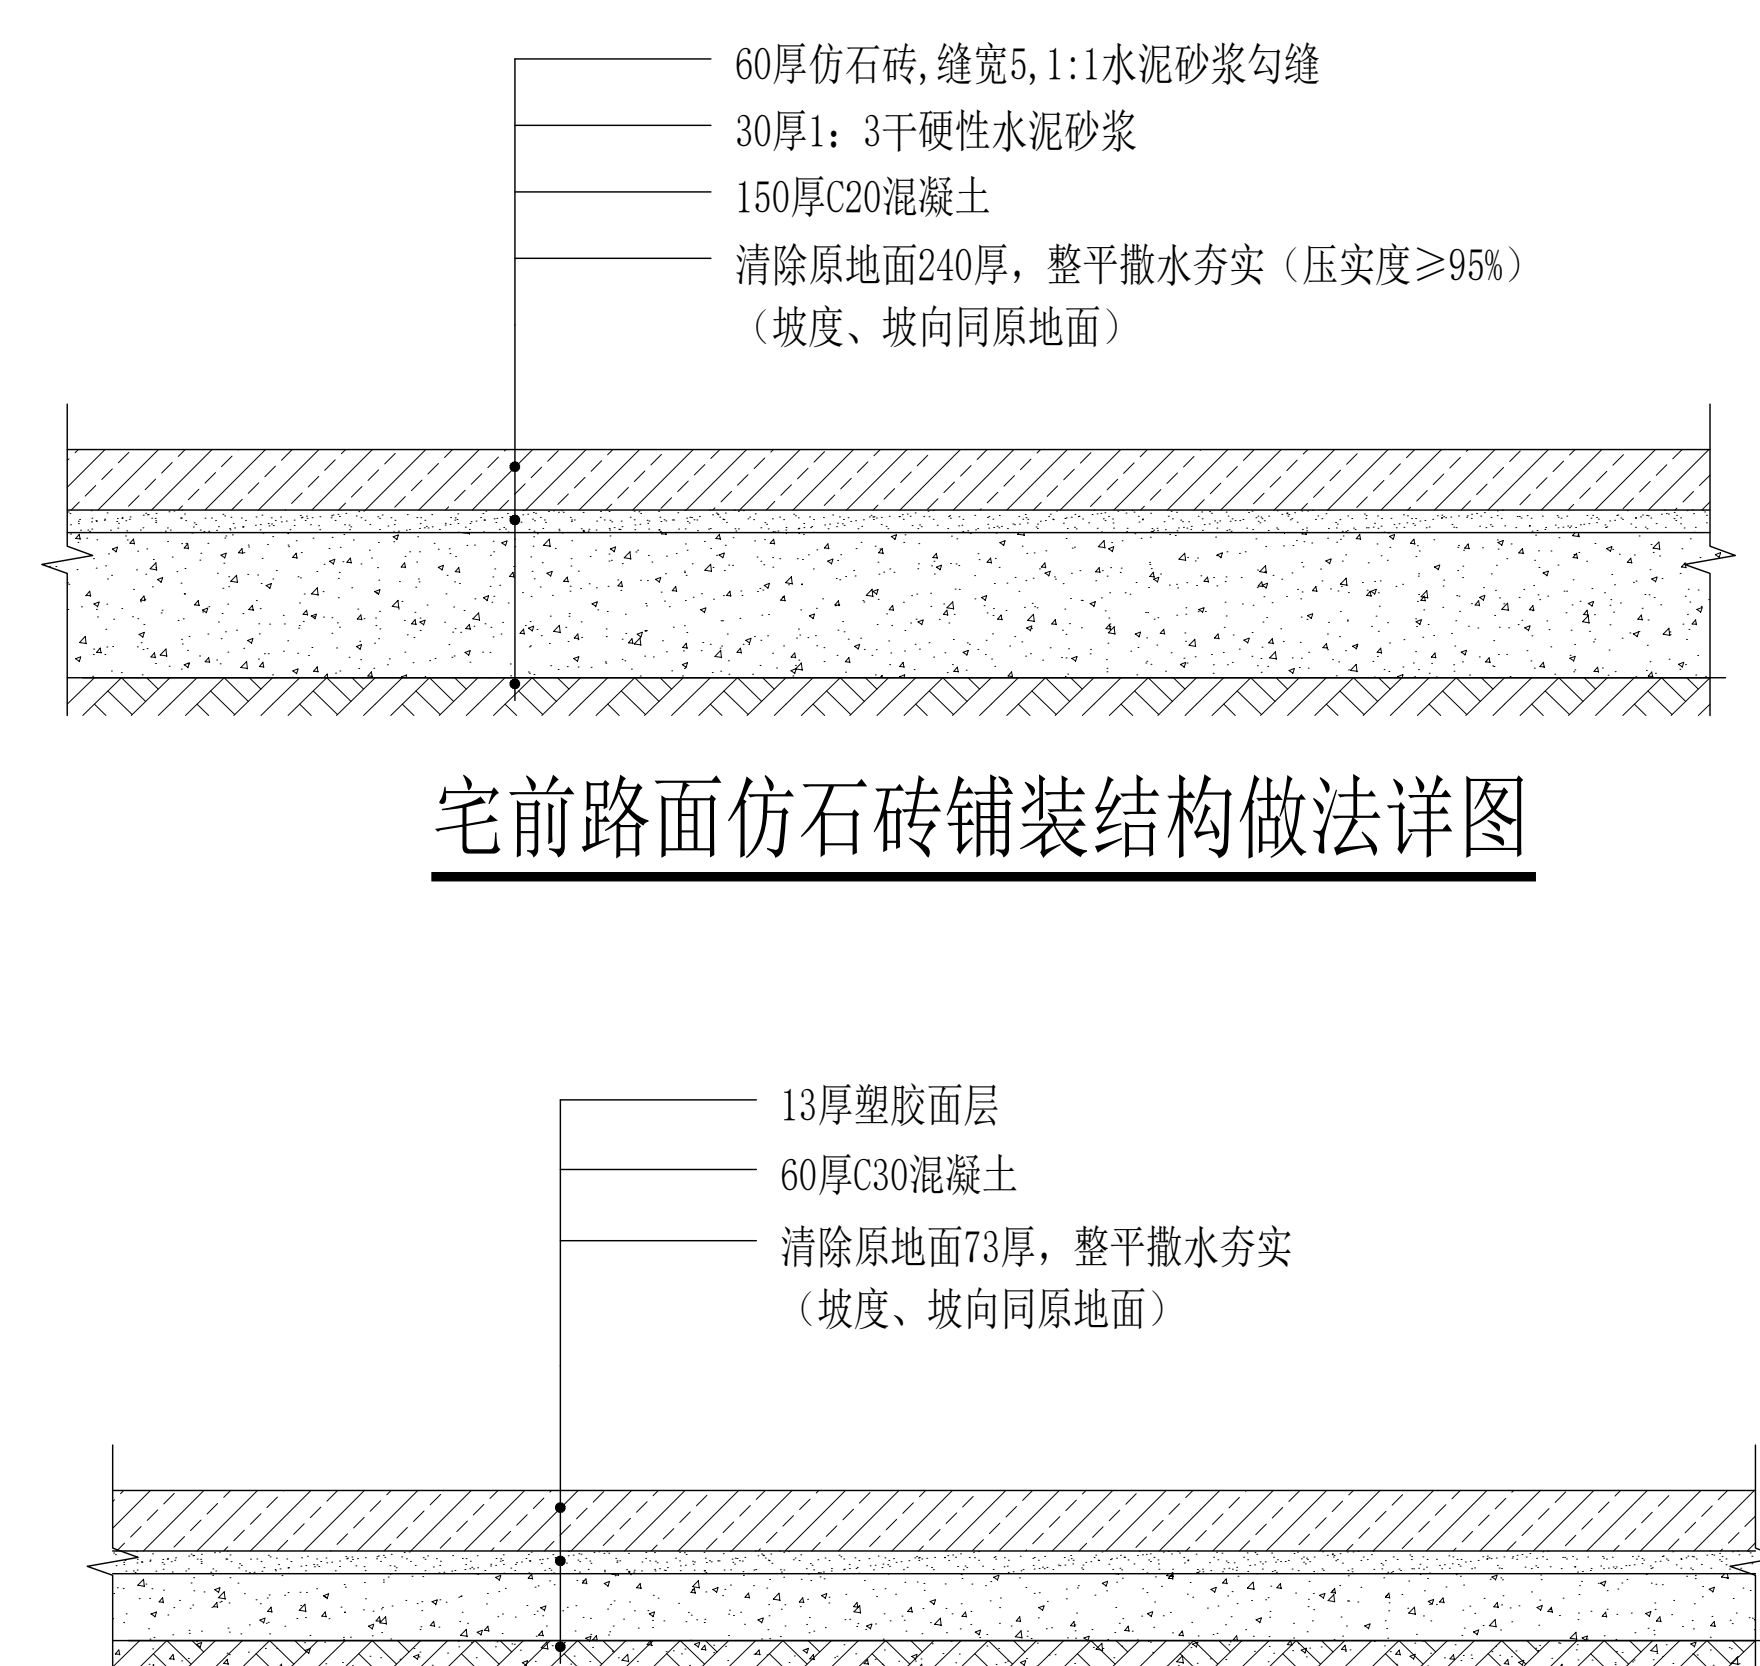 60厚仿石砖,缝宽5,1:1水泥砂浆勾缝
30厚1：3干硬性水泥砂浆
150厚C20混凝土
清除原地面240厚，整平撒水夯实（压实度≥95%）
（坡度、坡向同原地面）
宅前路面仿石砖铺装结构做法详图
13厚塑胶面层
60厚C30混凝土
清除原地面73厚，整平撒水夯实
（坡度、坡向同原地面）